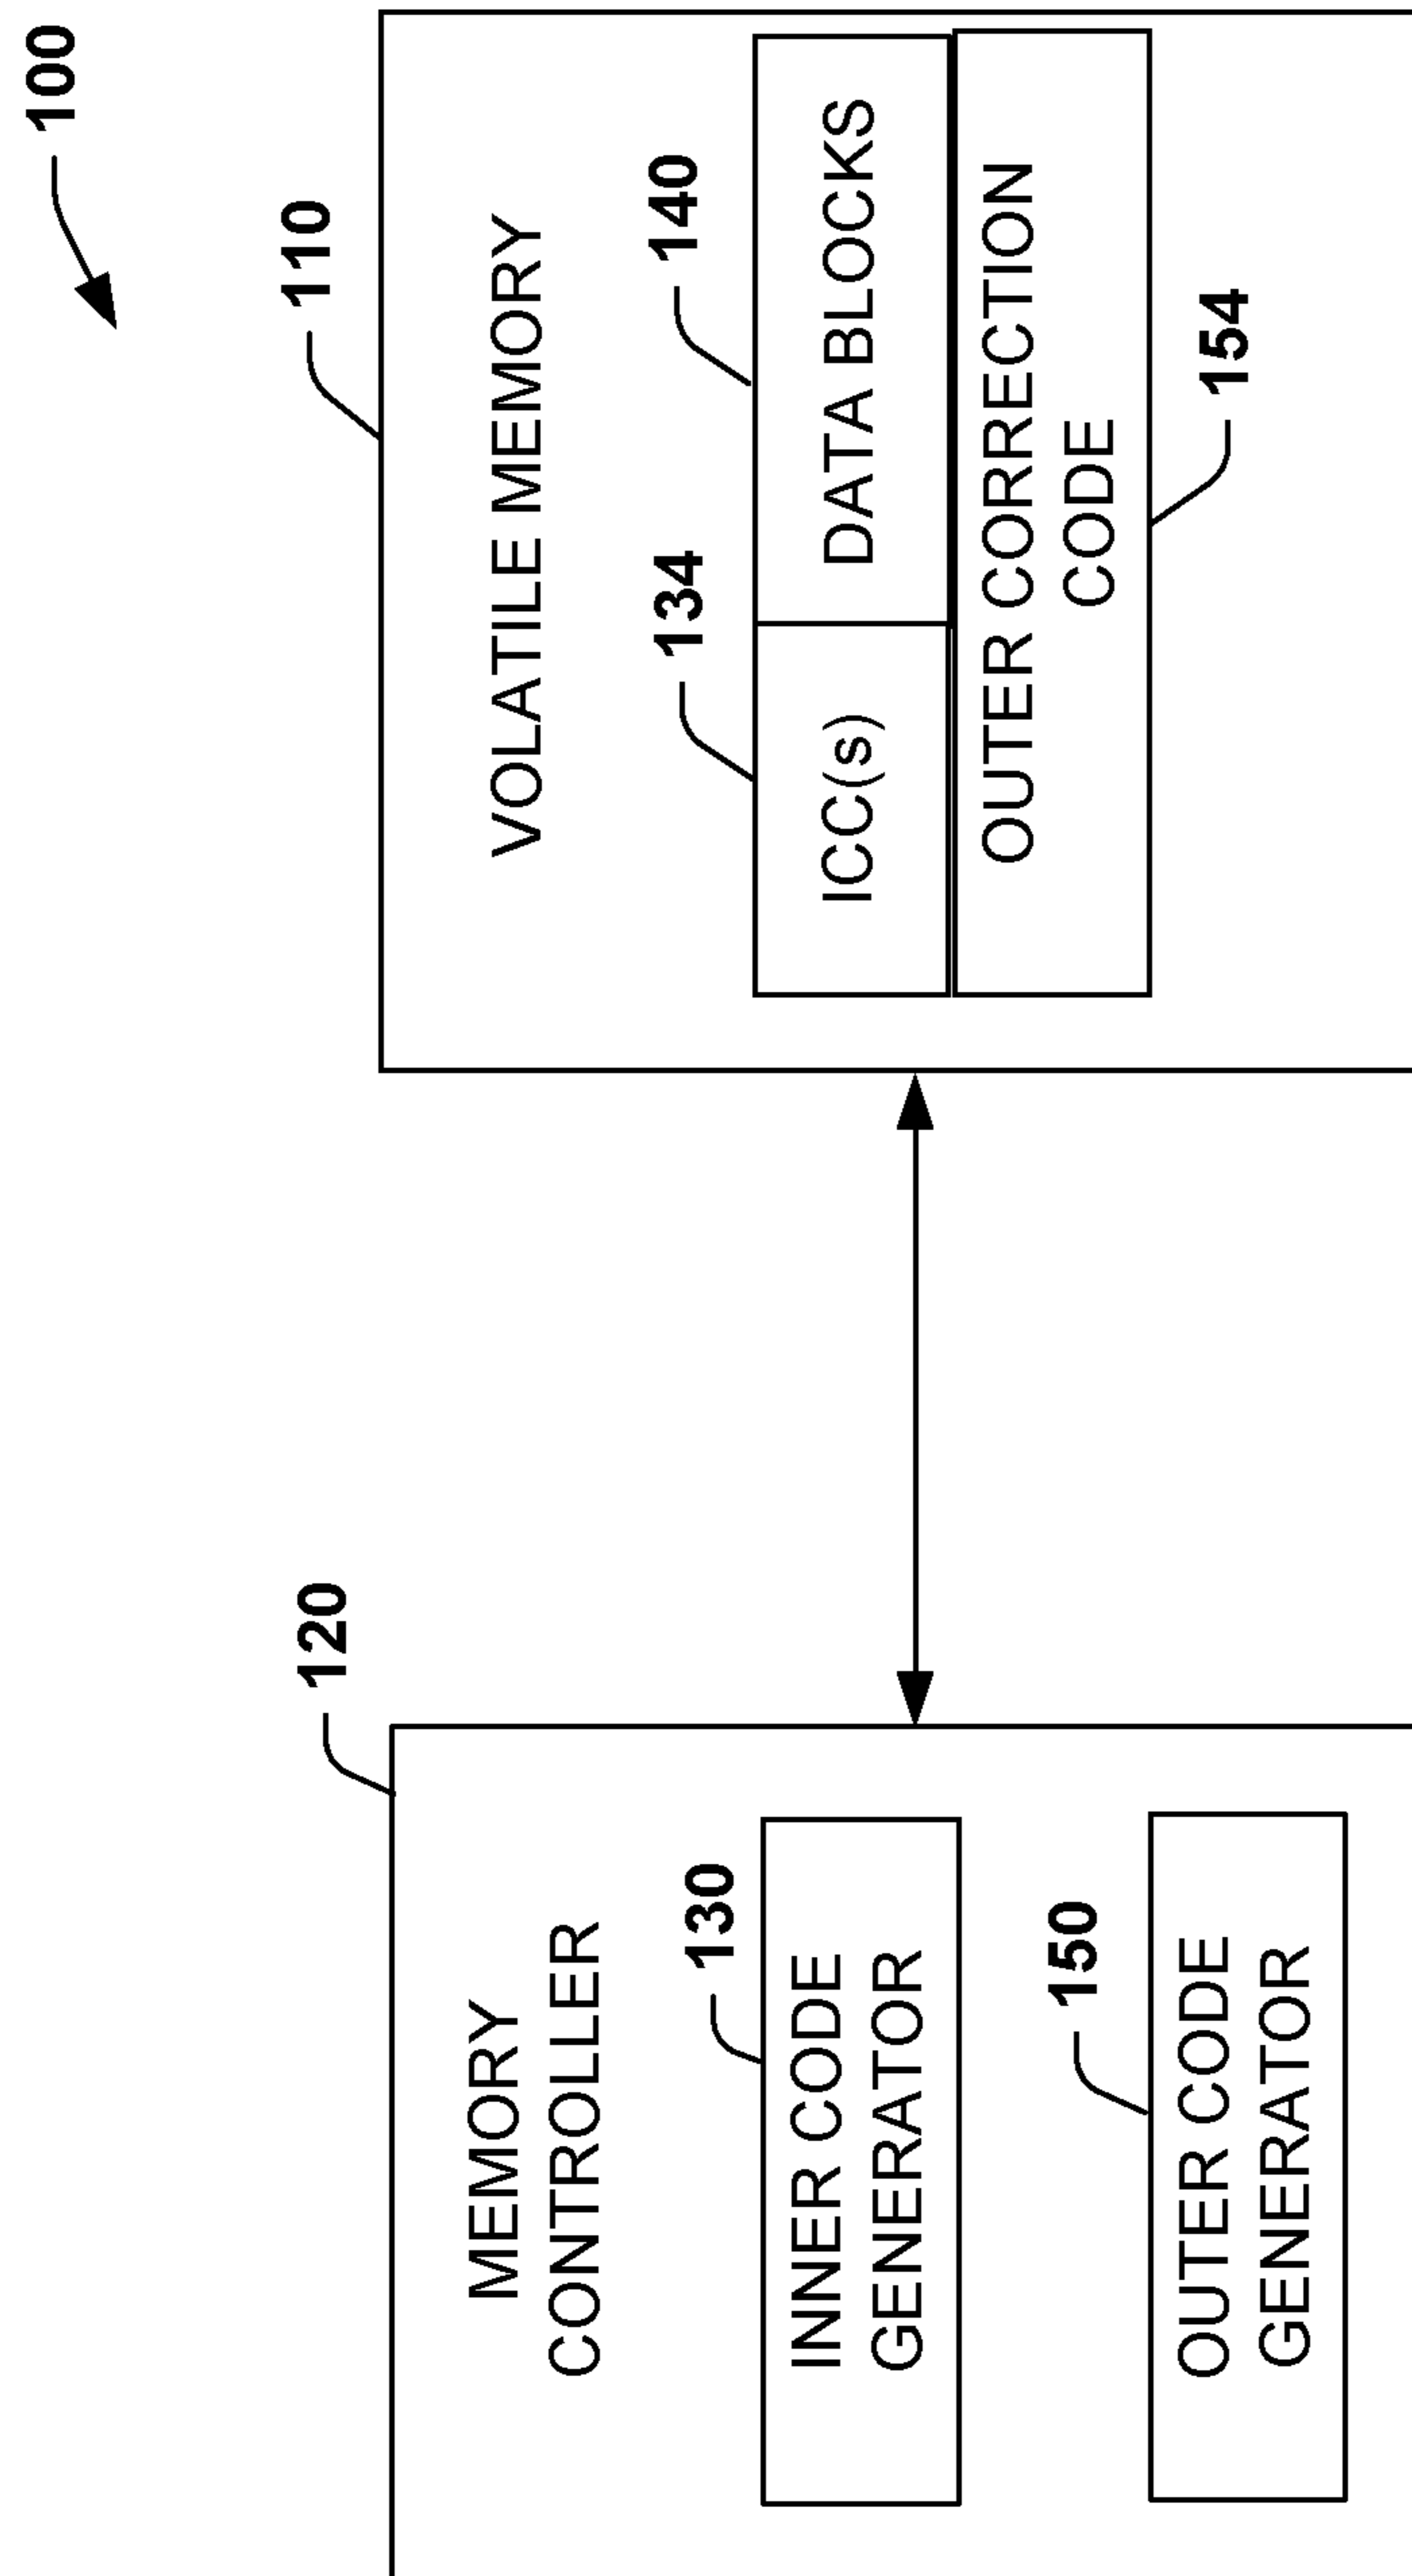 100
120
MEMORY
CONTROLLER
130
INNER CODE
GENERATOR
150
OUTER CODE
GENERATOR
110
VOLATILE MEMORY
134
140
ICC(s)
DATA BLOCKS
OUTER CORRECTION
CODE
154